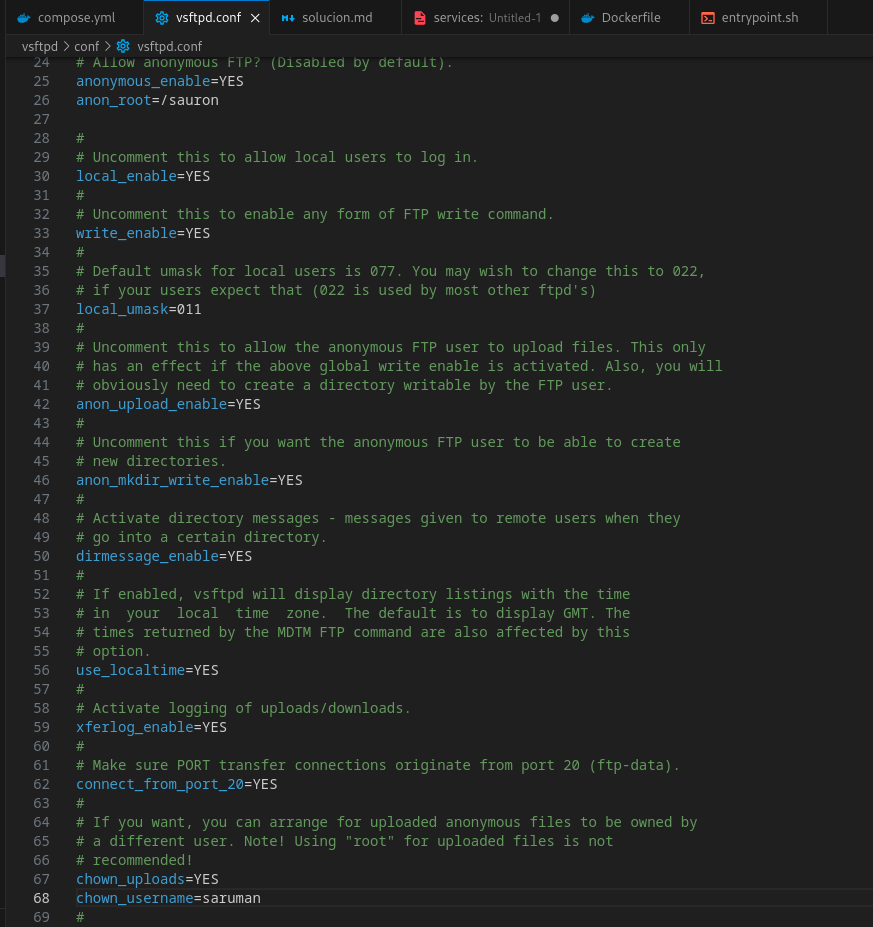 compose.yml vsftpd.conf solucion.md services: Untitled-1 Dockerfile entrypoint.sh
vsftpd > conf > vsftpd.conf
24 # Allow anonymous FTP? (Disabled by default).
25 anonymous_enable=YES
26 anon_root=/sauron
27
28 #
29 # Uncomment this to allow local users to log in.
30 local_enable=YES
31 #
32 # Uncomment this to enable any form of FTP write command.
33 write_enable=YES
34 #
35 # Default umask for local users is 077. You may wish to change this to 022,
36 # if your users expect that (022 is used by most other ftpd's)
37 local_umask=011
38 #
39 # Uncomment this to allow the anonymous FTP user to upload files. This only
40 # has an effect if the above global write enable is activated. Also, you will
41 # obviously need to create a directory writable by the FTP user.
42 anon_upload_enable=YES
43 #
44 # Uncomment this if you want the anonymous FTP user to be able to create
45 # new directories.
46 anon_mkdir_write_enable=YES
47 #
48 # Activate directory messages - messages given to remote users when they
49 # go into a certain directory.
50 dirmessage_enable=YES
51 #
52 # If enabled, vsftpd will display directory listings with the time
53 # in  your  local  time  zone.  The default is to display GMT. The
54 # times returned by the MDTM FTP command are also affected by this
55 # option.
56 use_localtime=YES
57 #
58 # Activate logging of uploads/downloads.
59 xferlog_enable=YES
60 #
61 # Make sure PORT transfer connections originate from port 20 (ftp-data).
62 connect_from_port_20=YES
63 #
64 # If you want, you can arrange for uploaded anonymous files to be owned by
65 # a different user. Note! Using "root" for uploaded files is not
66 # recommended!
67 chown_uploads=YES
68 chown_username=saruman
69 #